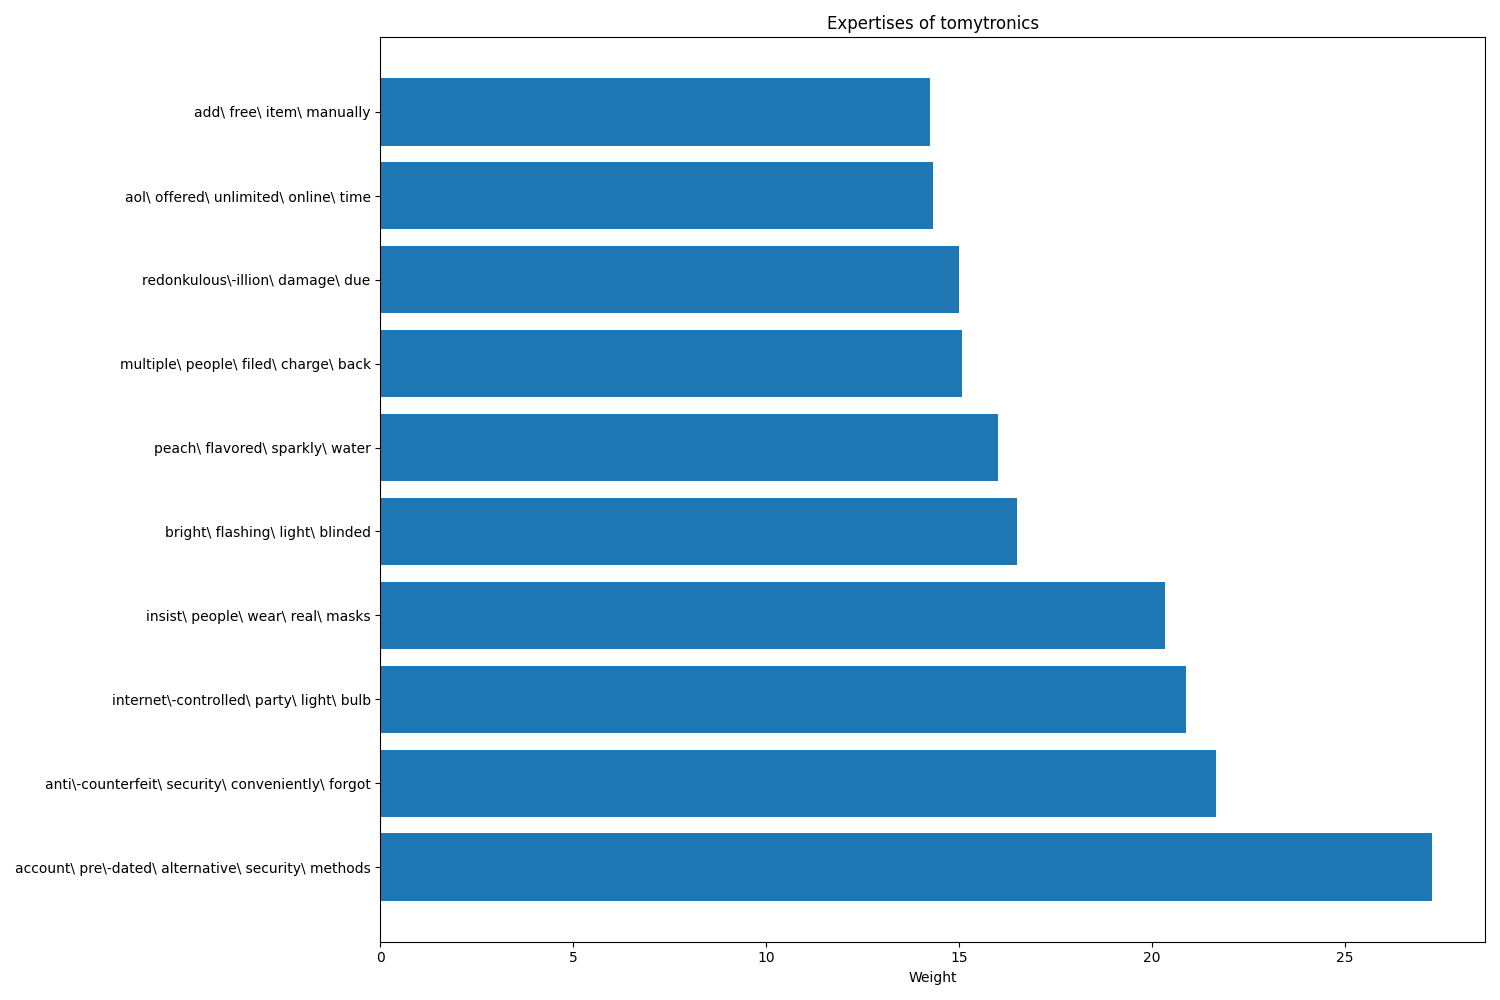 Expertises of tomytronics
add\ free\ item\ manually
aol\ offered\ unlimited\ online\ time
redonkulous\-illion\ damage\ due
multiple\ people\ filed\ charge\ back
peach\ flavored\ sparkly\ water
bright\ flashing\ light\ blinded
insist\ people\ wear\ real\ masks
internet\-controlled\ party\ light\ bulb
anti\-counterfeit\ security\ conveniently\ forgot
account\ pre\-dated\ alternative\ security\ methods
0 5 10 15 20 25
Weight